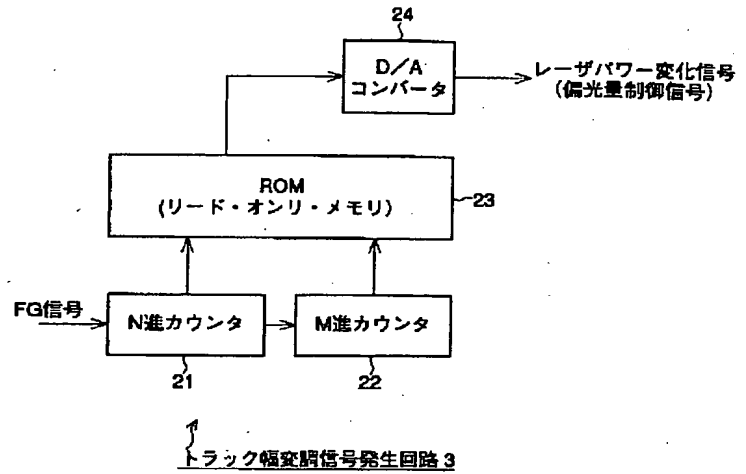 24
D/A
コンバータ
レーザパワー変化信号
(偏光量制御信号)
ROM
(リード・オンリ・メモリ)
23
FG信号
N進カウンタ
M進カウンタ
21
22
トラック幅変調信号発生回路 3